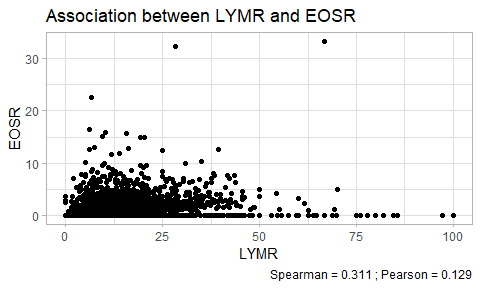 Association between LYMR and EOSR
30
20
10
0
EOSR
0 25 50 75 100
LYMR
Spearman = 0.311 ; Pearson = 0.129